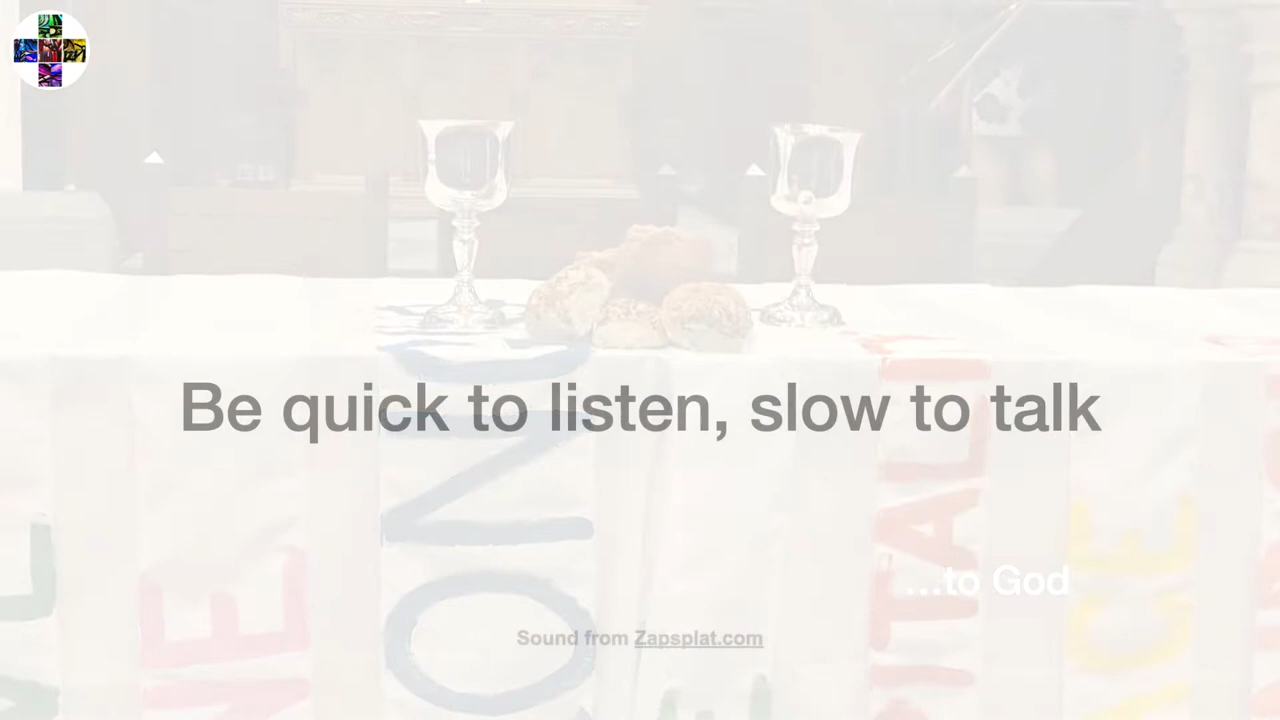 Be quick to listen, slow to talk
...to God
Sound from Zapsplat.com